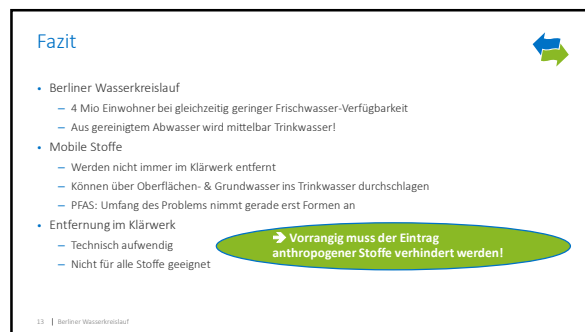 Fazit
• Berliner Wasserkreislauf
– 4 Mio Einwohner bei gleichzeitig geringer Frischwasser-Verfügbarkeit
– Aus gereinigtem Abwasser wird mittelbar Trinkwasser!
• Mobile Stoffe
– Werden nicht immer im Klärwerk entfernt
– Können über Oberflächen- & Grundwasser ins Trinkwasser durchschlagen
– PFAS: Umfang des Problems nimmt gerade erst Formen an
• Entfernung im Klärwerk
– Technisch aufwendig
– Nicht für alle Stoffe geeignet
➔ Vorrangig muss der Eintrag
anthropogener Stoffe verhindert werden!
13 | Berliner Wasserkreislauf